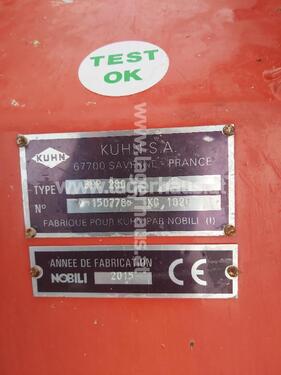 TEST
OK
KUHN S.A.
KUHN
67700 SAVERNE - FRANCE
TYPE 280
N°
FABRIQUE POUR KUHN PAR NOBILI (I)
ANNEE DE FABRICATION
NOBILI 2015 CE